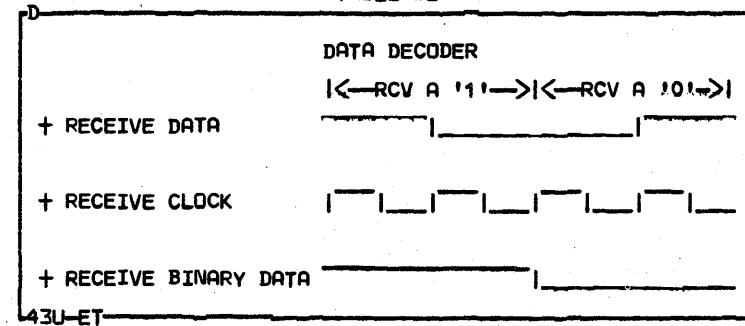 D
DATA DECODER
|<—RCV A '1'—>|<—RCV A '0'—>|
+ RECEIVE DATA
+ RECEIVE CLOCK
+ RECEIVE BINARY DATA
43U-ET